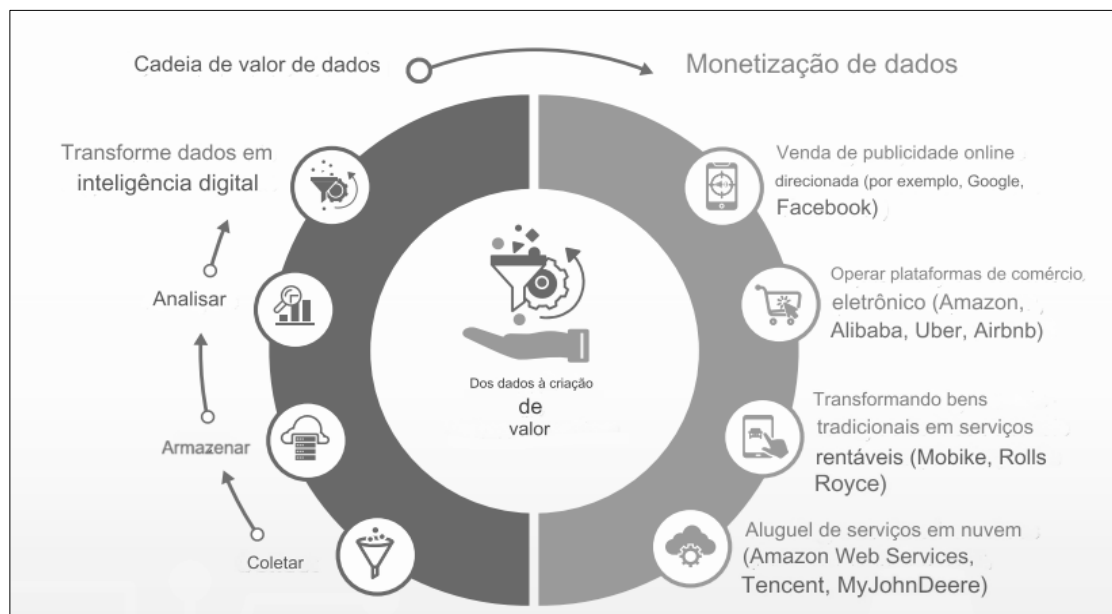 Cadeia de valor de dados
Monetização de dados
Transforme dados em
inteligência digital
Analisar
Armazenar
Coletar
Dos dados à criação
de
valor
Venda de publicidade online
direcionada (por exemplo, Google,
Facebook)
Operar plataformas de comércio
eletrônico (Amazon,
Alibaba, Uber, Airbnb)
Transformando bens
tradicionais em serviços
rentáveis (Mobike, Rolls
Royce)
Aluguel de serviços em nuvem
(Amazon Web Services,
Tencent, MyJohnDeere)